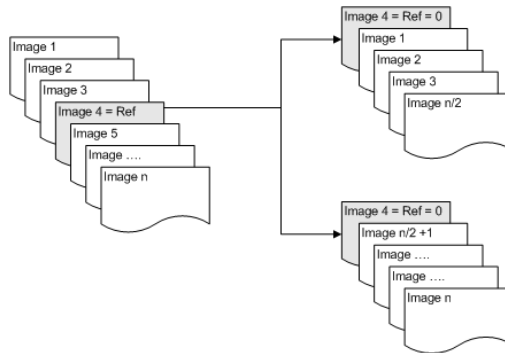 Image 1
Image 2
Image 3
Image 4 = Ref
Image 5
Image ....
Image n
Image 4 = Ref = 0
Image 1
Image 2
Image 3
Image n/2
Image 4 = Ref = 0
Image n/2 +1
Image ....
Image ....
Image n